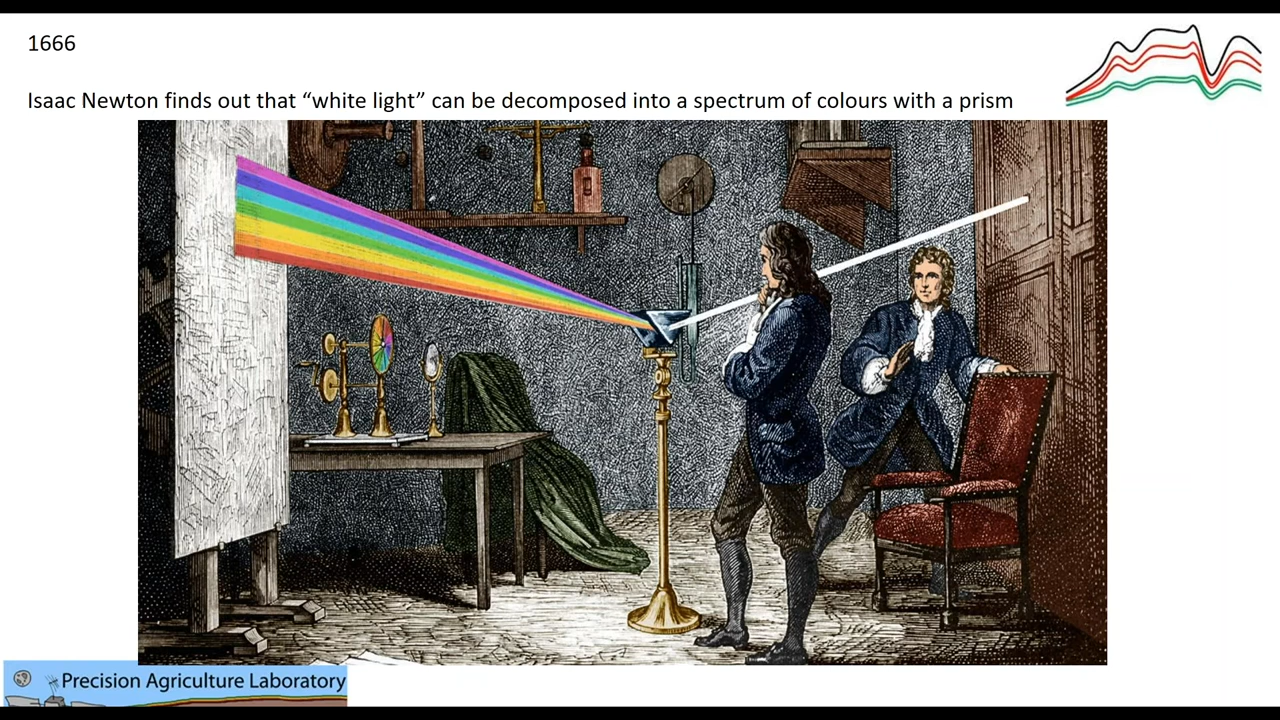 1666
Isaac Newton finds out that “white light” can be decomposed into a spectrum of colours with a prism
Precision Agriculture Laboratory